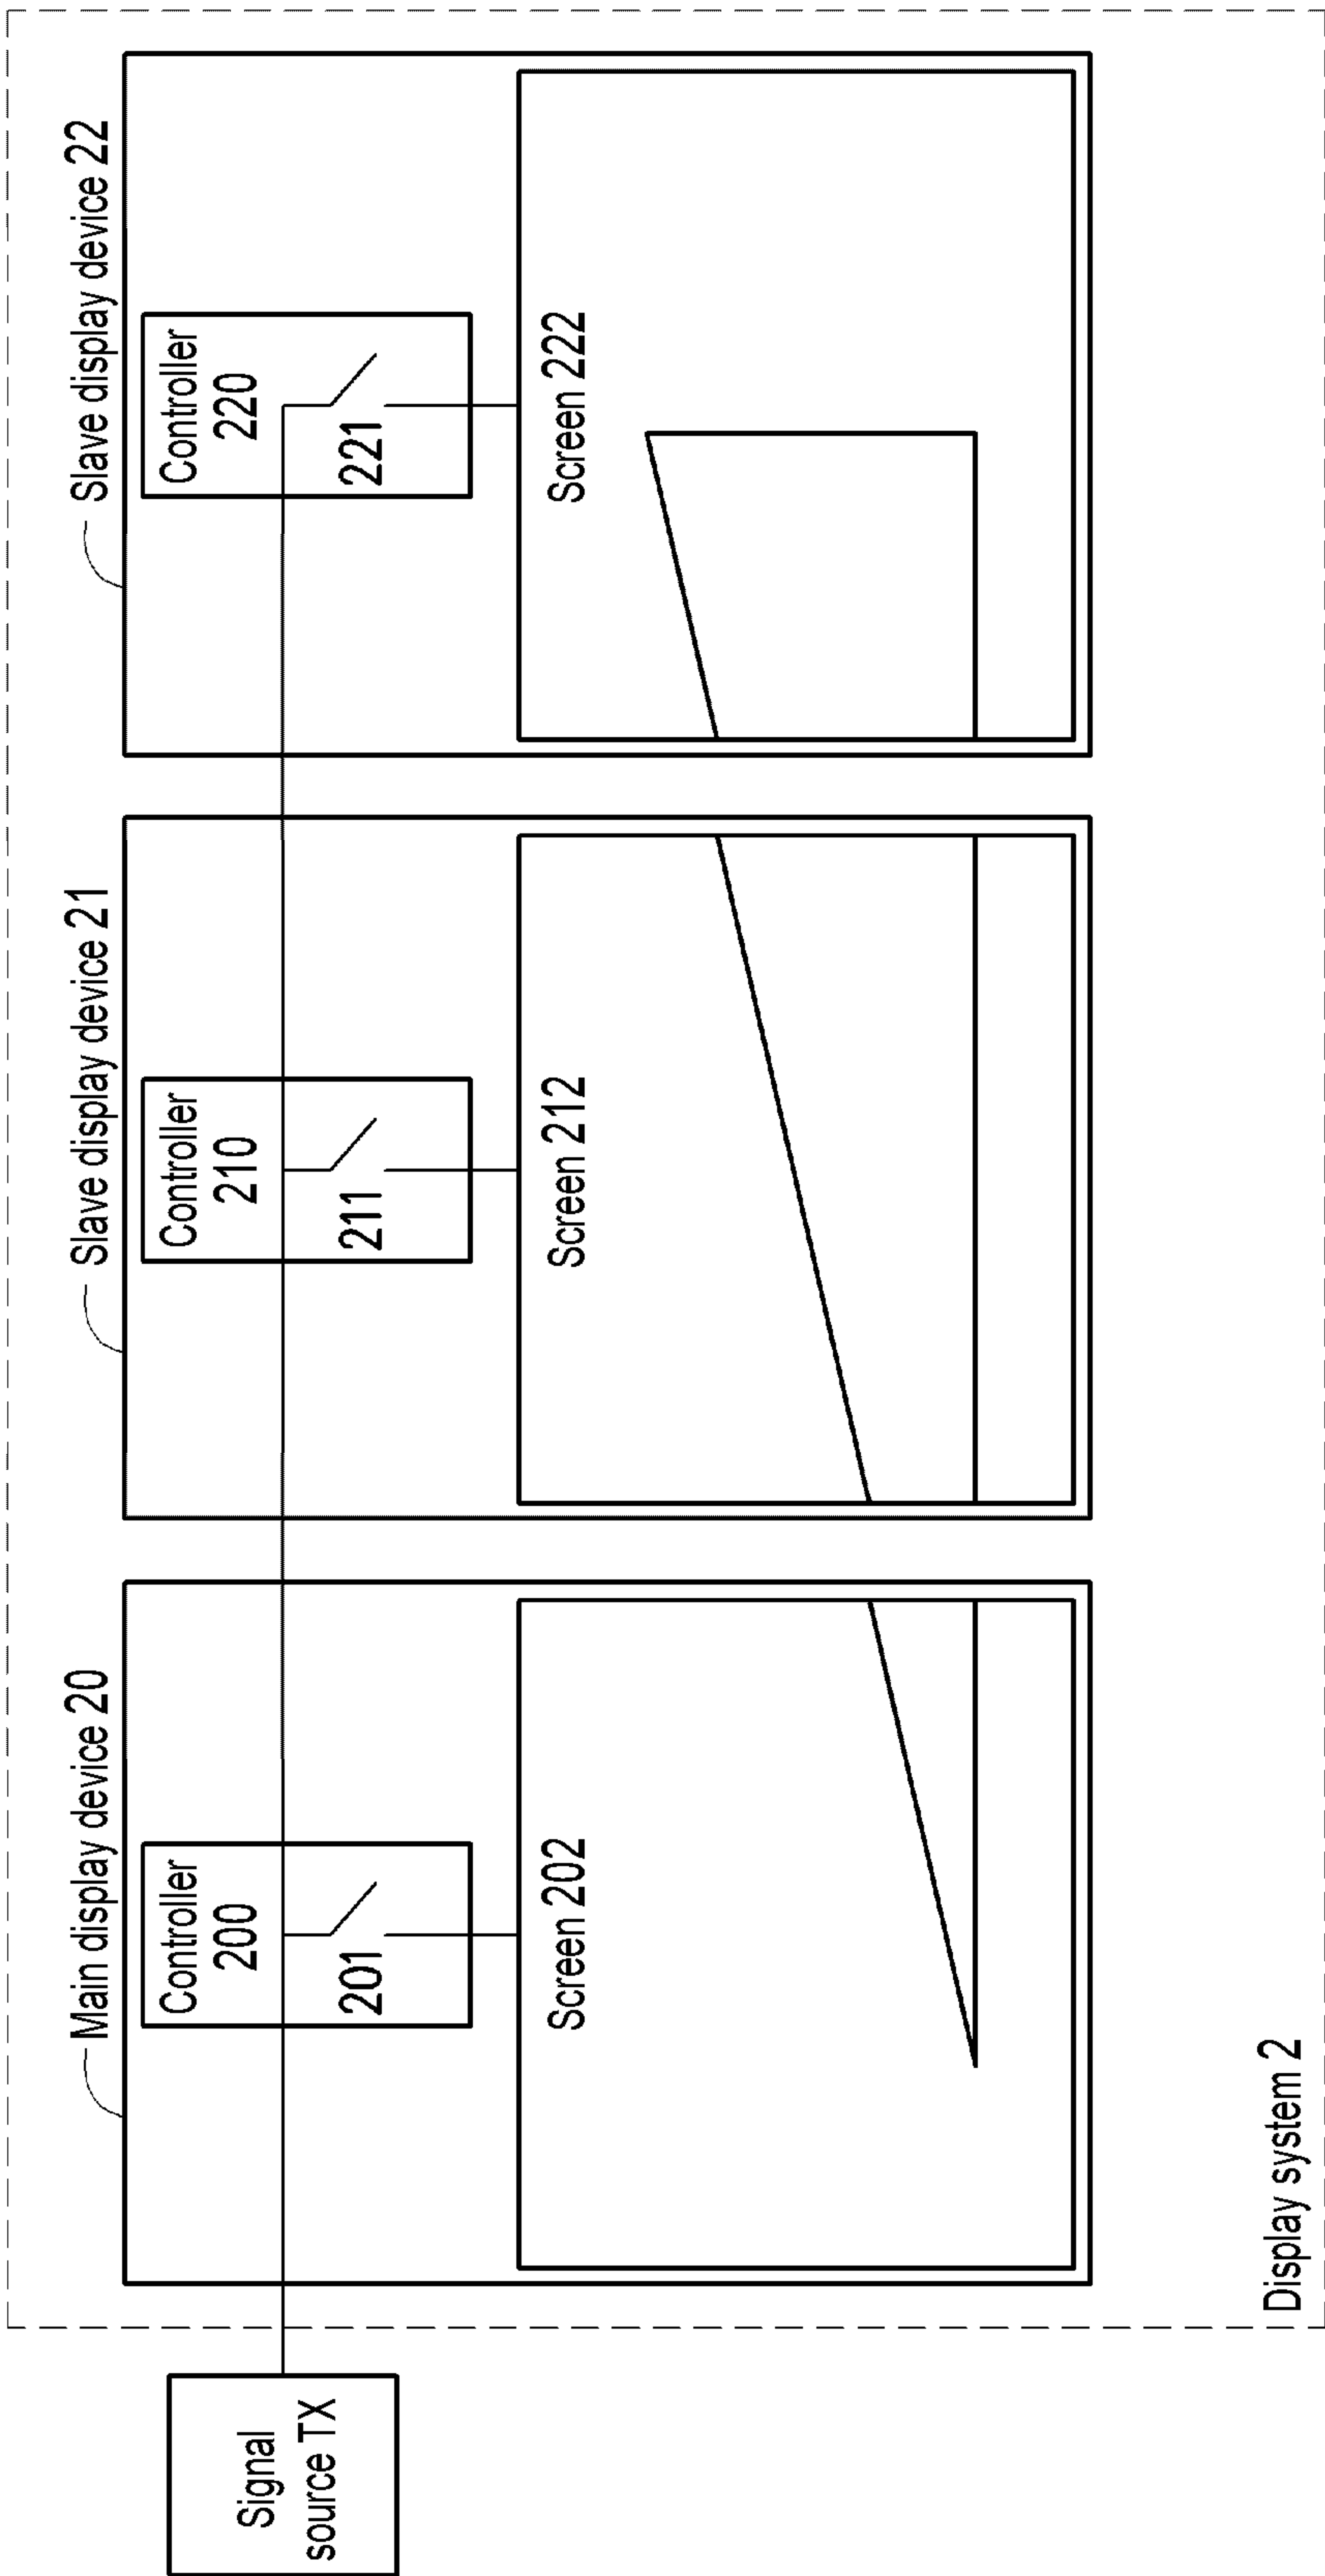 Signal
source TX
Main display device 20
Controller
200
201
Screen 202
Slave display device 21
Controller
210
211
Screen 212
Slave display device 22
Controller
220
221
Screen 222
Display system 2